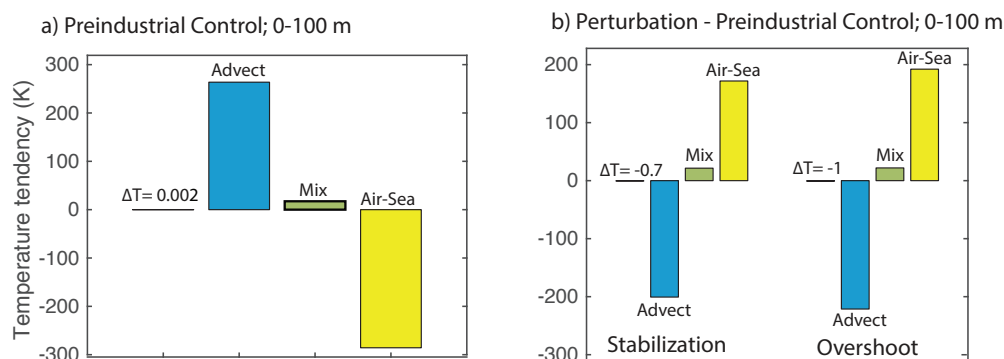 a) Preindustrial Control; 0-100 m
b) Perturbation - Preindustrial Control; 0-100 m
Temperature tendency (K)
300
200
100
0
-100
-200
-300
ΔT= 0.002
Advect
Mix
Air-Sea
200
100
0
-100
-200
-300
ΔT= -0.7
Advect
Mix
Air-Sea
Stabilization
ΔT= -1
Advect
Mix
Air-Sea
Overshoot